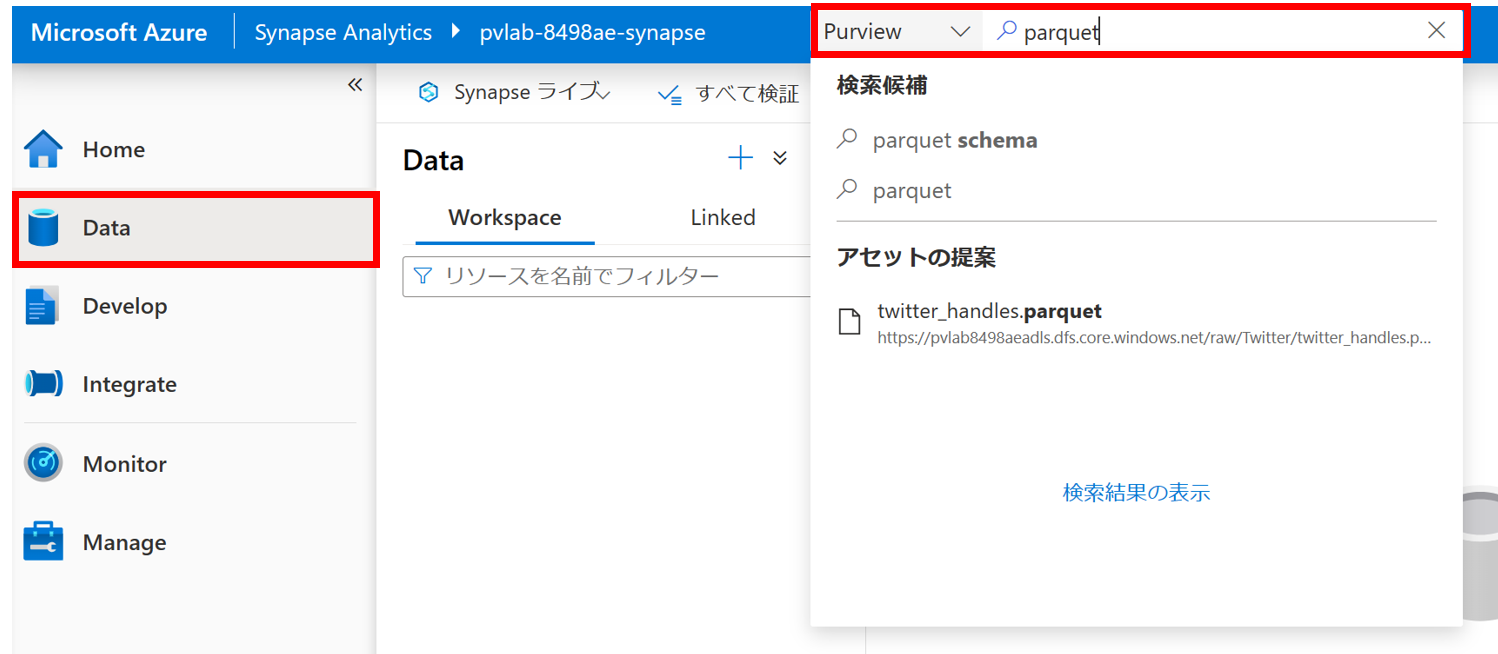 Microsoft Azure
Synapse Analytics
pvlab-8498ae-synapse
Purview
parquet
«
Home
Data
Develop
Integrate
Monitor
Manage
Synapse ライブ
すべて検証
Data
Workspace
Linked
リソースを名前でフィルター
検索候補
parquet schema
parquet
アセットの提案
twitter_handles.parquet
https://pvlab8498aeadls.dfs.core.windows.net/raw/Twitter/twitter_handles.p...
検索結果の表示